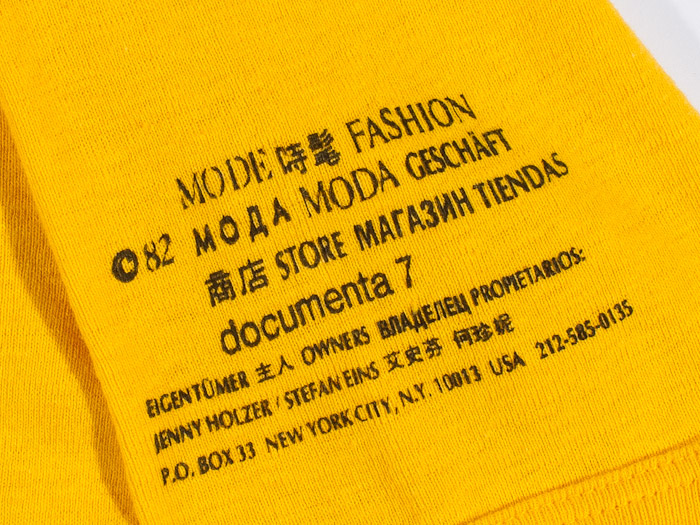 MODE 時髦 FASHION
©82 МОДА MODA GESCHÄFT
商店 STORE МАГАЗИН TIENDAS
documenta 7
EIGENTÜMER 主人 OWNERS ВЛАДЕЛЕЦ PROPIETARIOS:
JENNY HOLZER / STEFAN EINS 艾史芬 何珍妮
P.O. BOX 33 NEW YORK CITY, N.Y. 10013 USA 212-585-0135